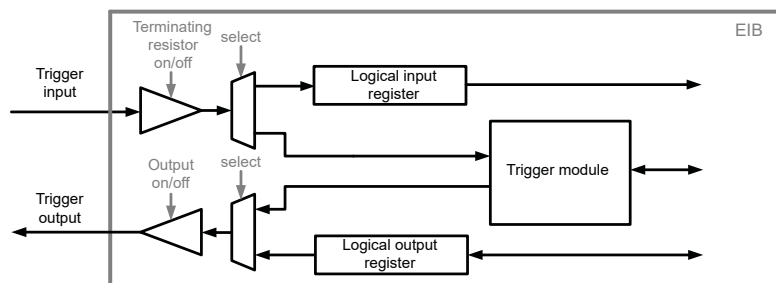 Terminating
resistor
on/off
select
EIB
Trigger
input
Logical input
register
Output
on/off
select
Trigger module
Trigger
output
Logical output
register